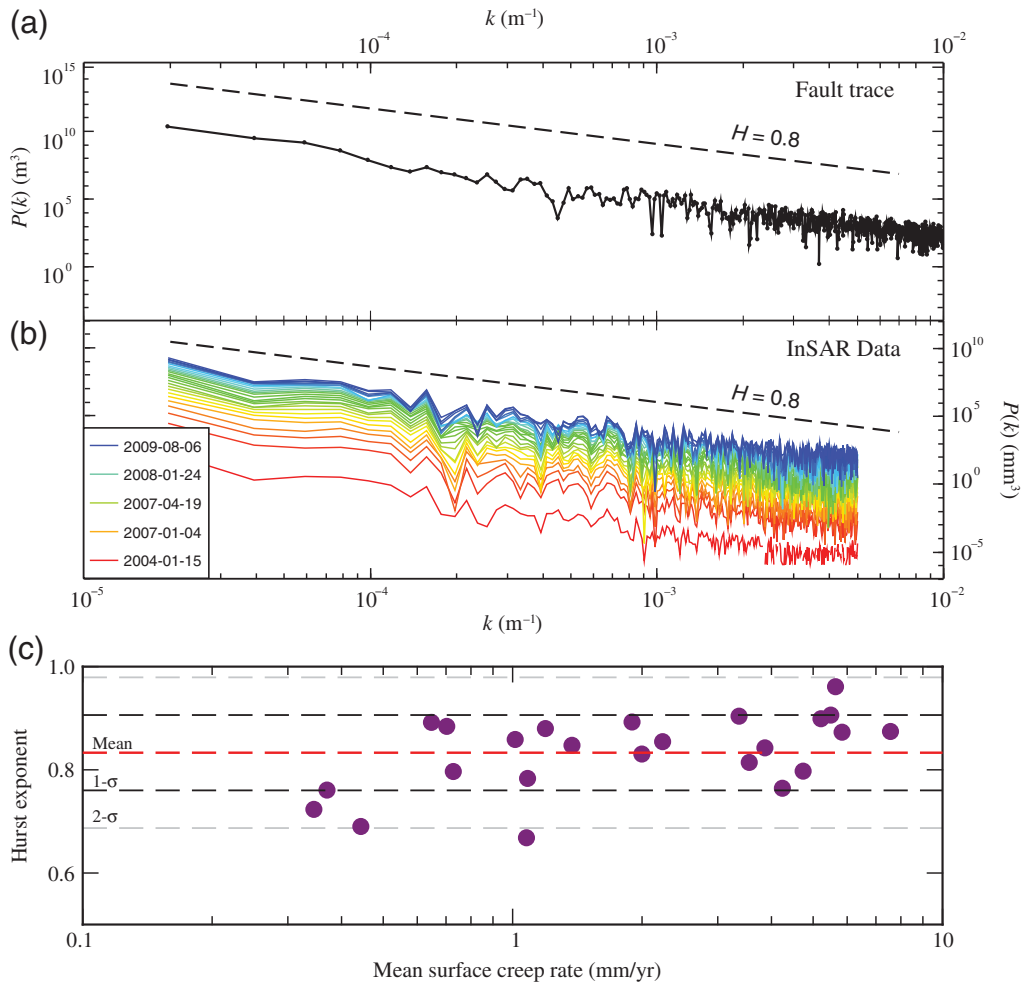 (a)
k (m⁻¹)
10⁻⁴ 10⁻³ 10⁻²
10¹⁵
10¹⁰
10⁵
10⁰
P(k) (m³)
Fault trace
H = 0.8
(b)
InSAR Data
H = 0.8
10¹⁰
10⁵
10⁰
10⁻⁵
P(k) (mm³)
2009-08-06
2008-01-24
2007-04-19
2007-01-04
2004-01-15
10⁻⁵ 10⁻⁴ 10⁻³ 10⁻²
k (m⁻¹)
(c)
1.0
0.8
0.6
Hurst exponent
Mean
1-σ
2-σ
0.1 1 10
Mean surface creep rate (mm/yr)